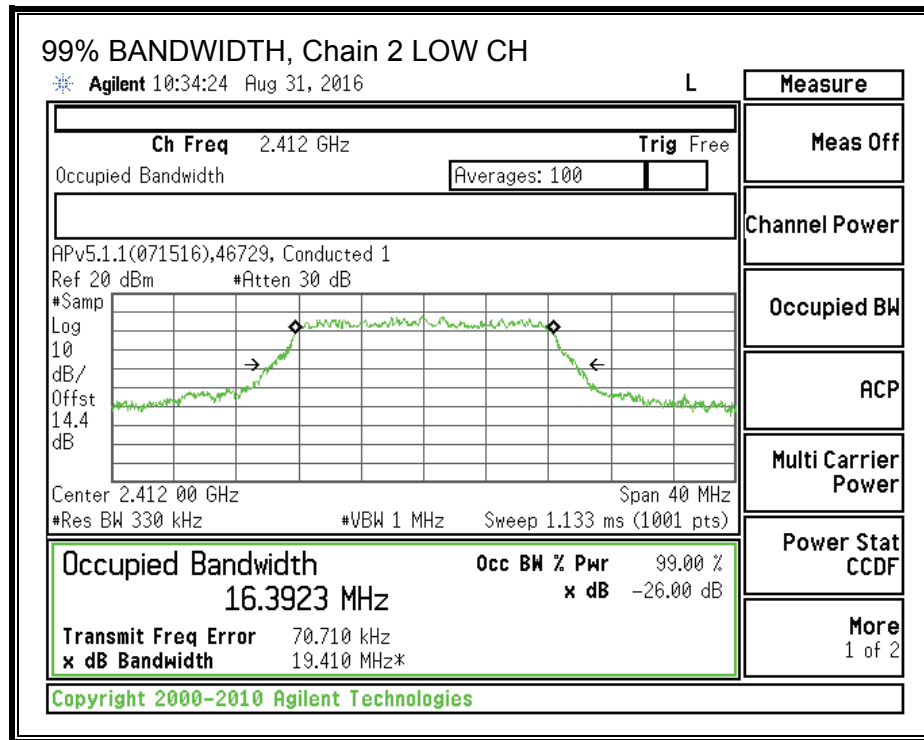 99% BANDWIDTH, Chain 2 LOW CH
Agilent 10:34:24 Aug 31, 2016 L
Measure
Ch Freq 2.412 GHz Trig Free
Occupied Bandwidth Averages: 100
APv5.1.1(071516),46729, Conducted 1
Ref 20 dBm #Atten 30 dB
#Samp
Log
10
dB/
Offst
14.4
dB
Center 2.412 00 GHz Span 40 MHz
#Res BW 330 kHz #VBW 1 MHz Sweep 1.133 ms (1001 pts)
Occupied Bandwidth Occ BW % Pwr 99.00 %
16.3923 MHz x dB -26.00 dB
Transmit Freq Error 70.710 kHz
x dB Bandwidth 19.410 MHz*
Meas Off
Channel Power
Occupied BW
ACP
Multi Carrier
Power
Power Stat
CCDF
More
1 of 2
Copyright 2000-2010 Agilent Technologies